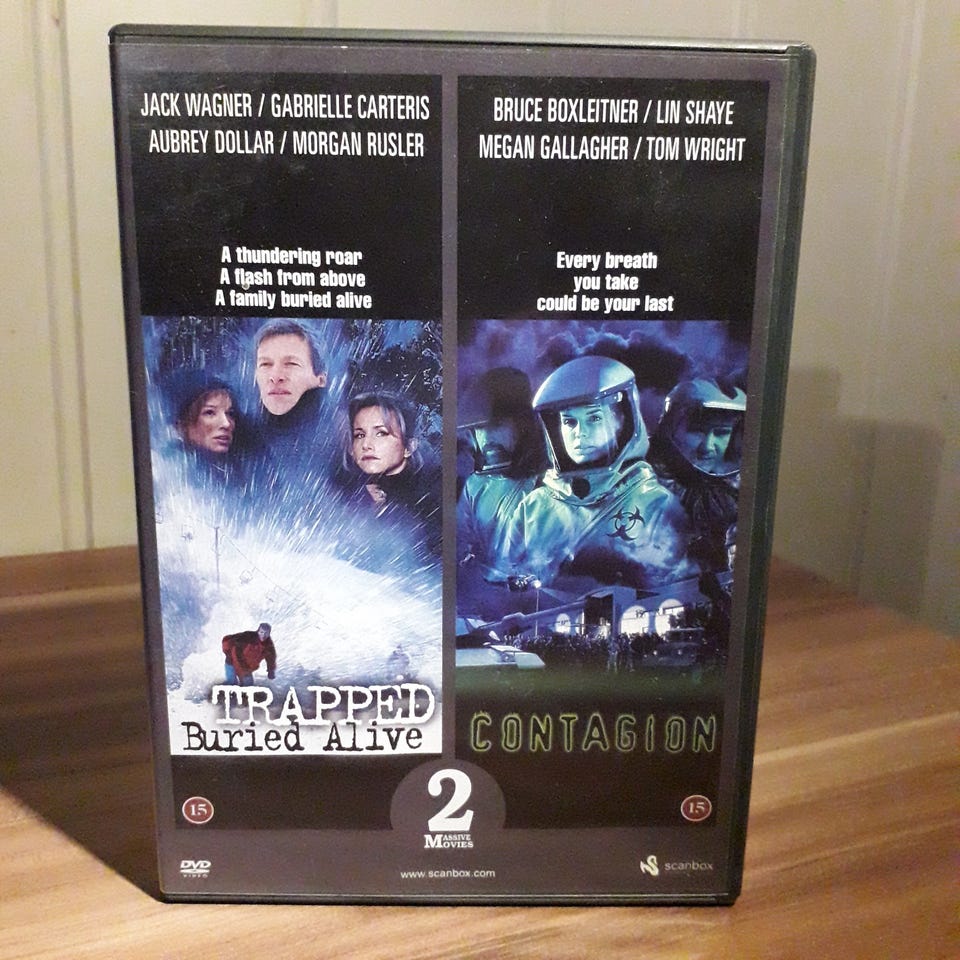 JACK WAGNER / GABRIELLE CARTERIS
AUBREY DOLLAR / MORGAN RUSLER
A thundering roar
A flash from above
A family buried alive
TRAPPED
Buried Alive
15
DVD
VIDEO
BRUCE BOXLEITNER / LIN SHAYE
MEGAN GALLAGHER / TOM WRIGHT
Every breath
you take
could be your last
CONTAGION
15
2
MASSIVE
MOVIES
www.scanbox.com
scanbox